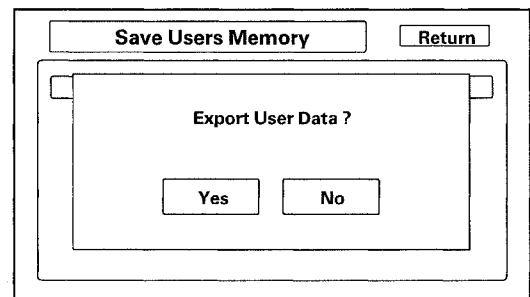 Save Users Memory Return
Export User Data ?
Yes No